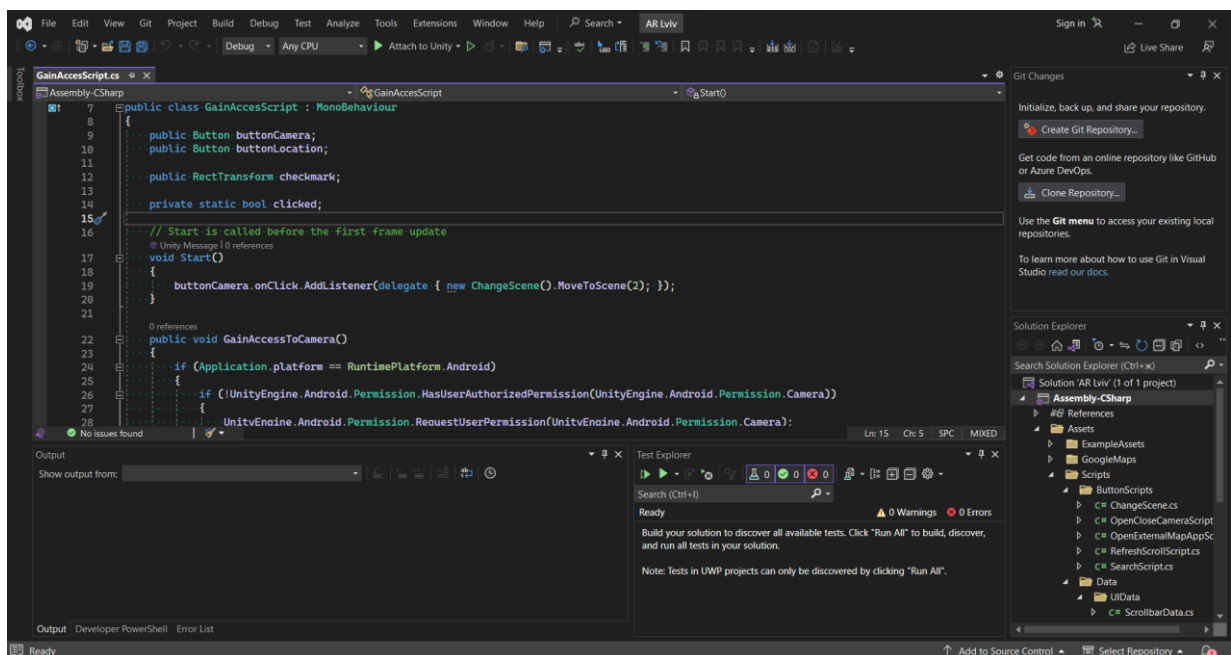 File Edit View Git Project Build Debug Test Analyze Tools Extensions Window Help Search AR Lviv Sign in
Debug Any CPU Attach to Unity Live Share
Toolbox
GainAccesScript.cs
Assembly-CSharp GainAccesScript Start()
7 public class GainAccesScript : MonoBehaviour
8 {
9 public Button buttonCamera;
10 public Button buttonLocation;
11
12 public RectTransform checkmark;
13
14 private static bool clicked;
15
16 // Start is called before the first frame update
Unity Message | 0 references
17 void Start()
18 {
19 buttonCamera.onClick.AddListener(delegate { new ChangeScene().MoveToScene(2); });
20 }
21
0 references
22 public void GainAccessToCamera()
23 {
24 if (Application.platform == RuntimePlatform.Android)
25 {
26 if (!UnityEngine.Android.Permission.HasUserAuthorizedPermission(UnityEngine.Android.Permission.Camera))
27 {
28 UnityEngine.Android.Permission.RequestUserPermission(UnityEngine.Android.Permission.Camera);
No issues found Ln: 15 Ch: 5 SPC MIXED
Output
Show output from:
Output Developer PowerShell Error List
Test Explorer
0 0 0
Search (Ctrl+I)
Ready 0 Warnings 0 Errors
Build your solution to discover all available tests. Click "Run All" to build, discover,
and run all tests in your solution.
Note: Tests in UWP projects can only be discovered by clicking "Run All".
Git Changes
Initialize, back up, and share your repository.
Create Git Repository...
Get code from an online repository like GitHub
or Azure DevOps.
Clone Repository...
Use the Git menu to access your existing local
repositories.
To learn more about how to use Git in Visual
Studio read our docs.
Solution Explorer
Search Solution Explorer (Ctrl+ж)
Solution 'AR Lviv' (1 of 1 project)
Assembly-CSharp
References
Assets
ExampleAssets
GoogleMaps
Scripts
ButtonScripts
C# ChangeScene.cs
C# OpenCloseCameraScript
C# OpenExternalMapAppSc
C# RefreshScrollScript.cs
C# SearchScript.cs
Data
UIData
C# ScrollbarData.cs
Ready Add to Source Control Select Repository